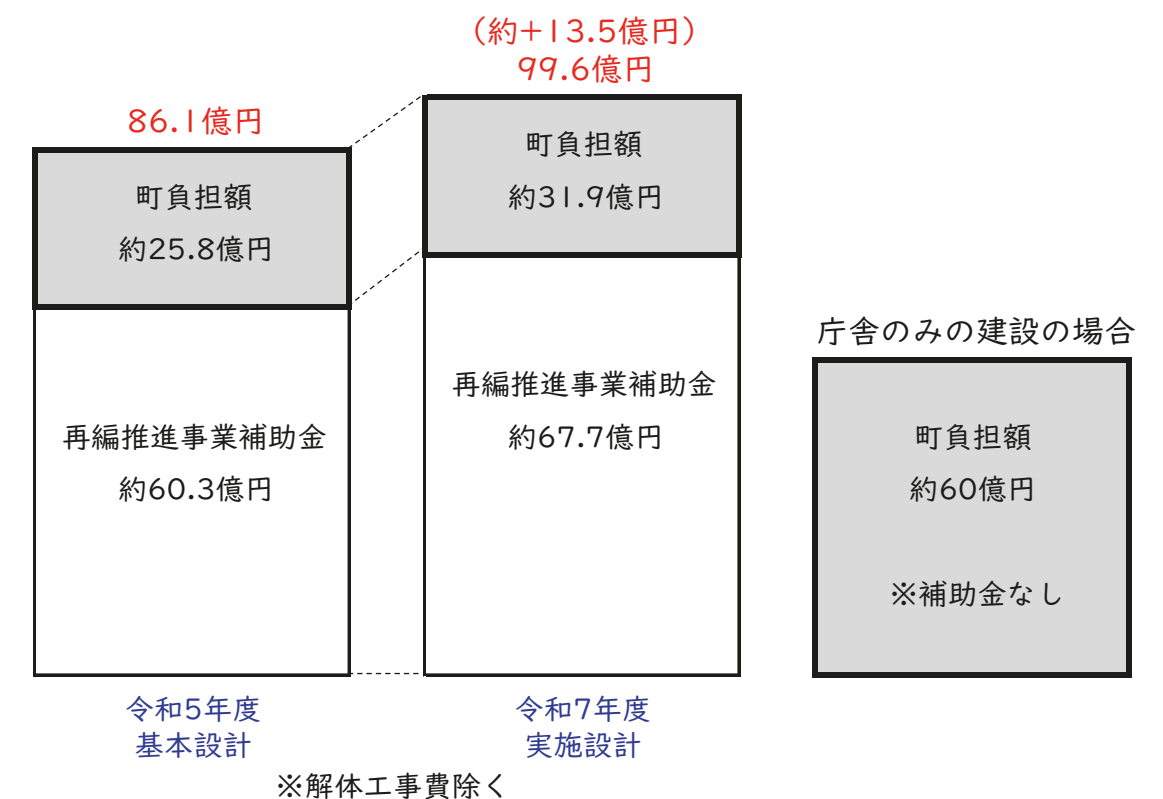 86.1億円
町負担額
約25.8億円
再編推進事業補助金
約60.3億円
令和5年度
基本設計
(約+13.5億円)
99.6億円
町負担額
約31.9億円
再編推進事業補助金
約67.7億円
令和7年度
実施設計
※解体工事費除く
庁舎のみの建設の場合
町負担額
約60億円
※補助金なし